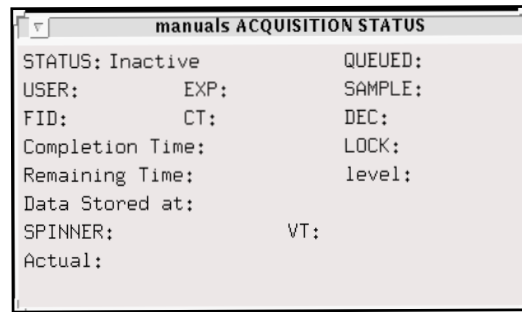 manuals ACQUISITION STATUS
STATUS: Inactive QUEUED:
USER: EXP: SAMPLE:
FID: CT: DEC:
Completion Time: LOCK:
Remaining Time: level:
Data Stored at:
SPINNER: VT:
Actual: